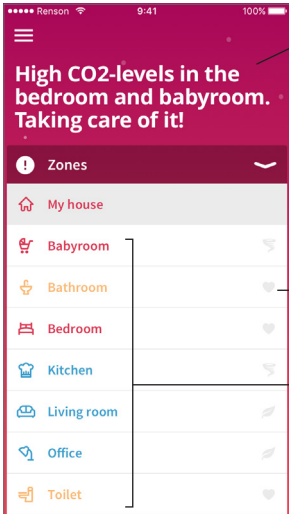 Renson 9:41 100%
High CO2-levels in the
bedroom and babyroom.
Taking care of it!
Zones
My house
Babyroom
Bathroom
Bedroom
Kitchen
Living room
Office
Toilet